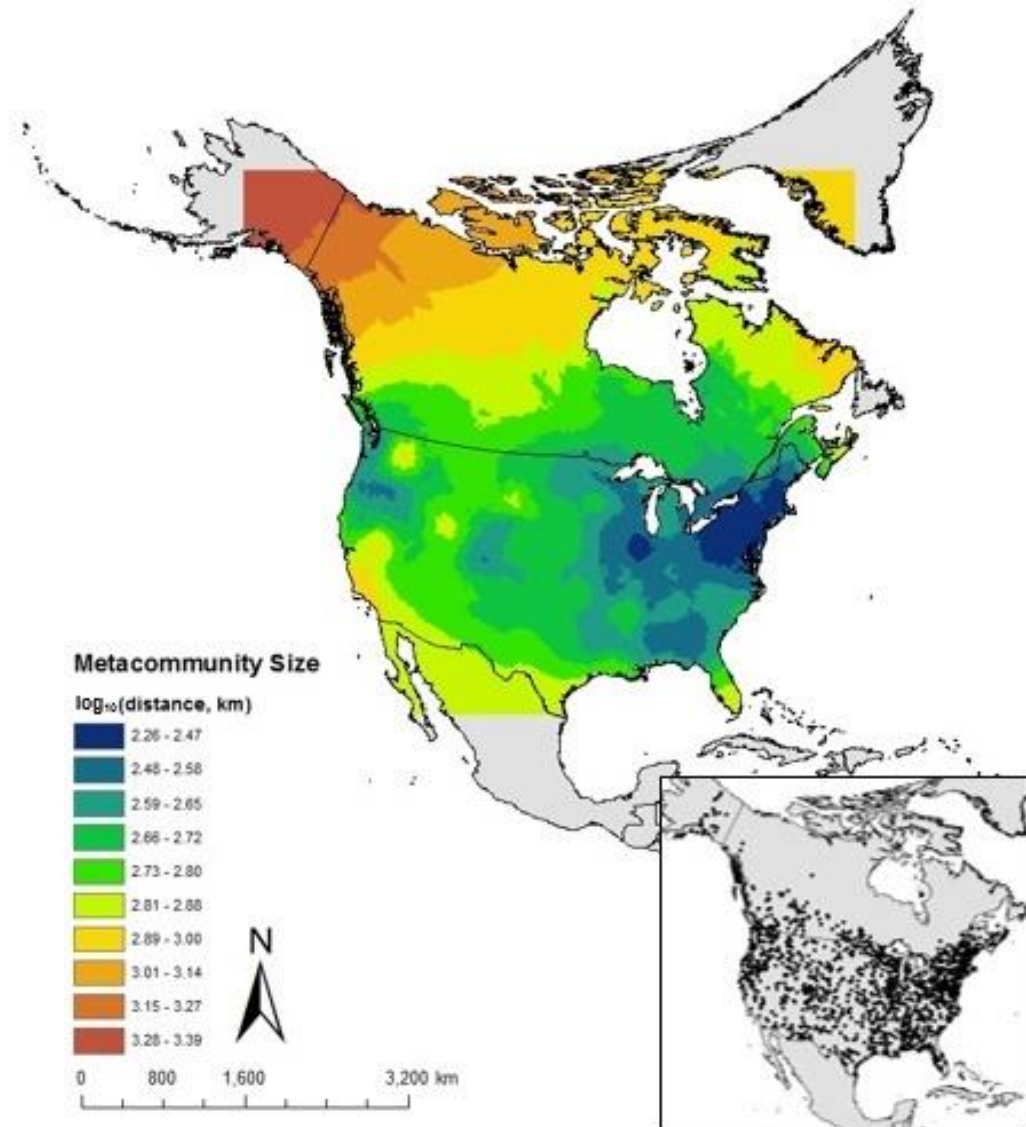 Metacommunity Size
log₁₀(distance, km)
2.26 - 2.47
2.48 - 2.58
2.59 - 2.65
2.66 - 2.72
2.73 - 2.80
2.81 - 2.88
2.89 - 3.00
3.01 - 3.14
3.15 - 3.27
3.28 - 3.39
N
0 800 1,600 3,200 km